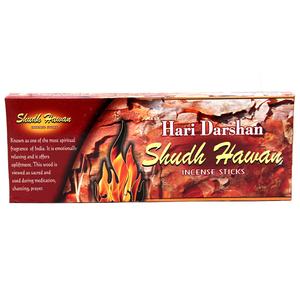 Shudh Hawan
INCENSE STICKS
Known as one of the most spiritual
fragrance of India. It is emotionally
relaxing and it offers
upliftment. This wood is
viewed as sacred and
used during meditation,
chanting, prayer.
Hari Darshan
Shudh Hawan
INCENSE STICKS